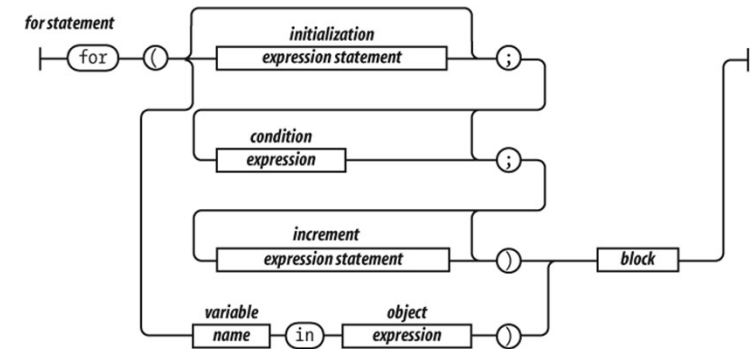 for statement
for ( initialization
expression statement ;
condition
expression ;
increment
expression statement ) block
variable object
name in expression )